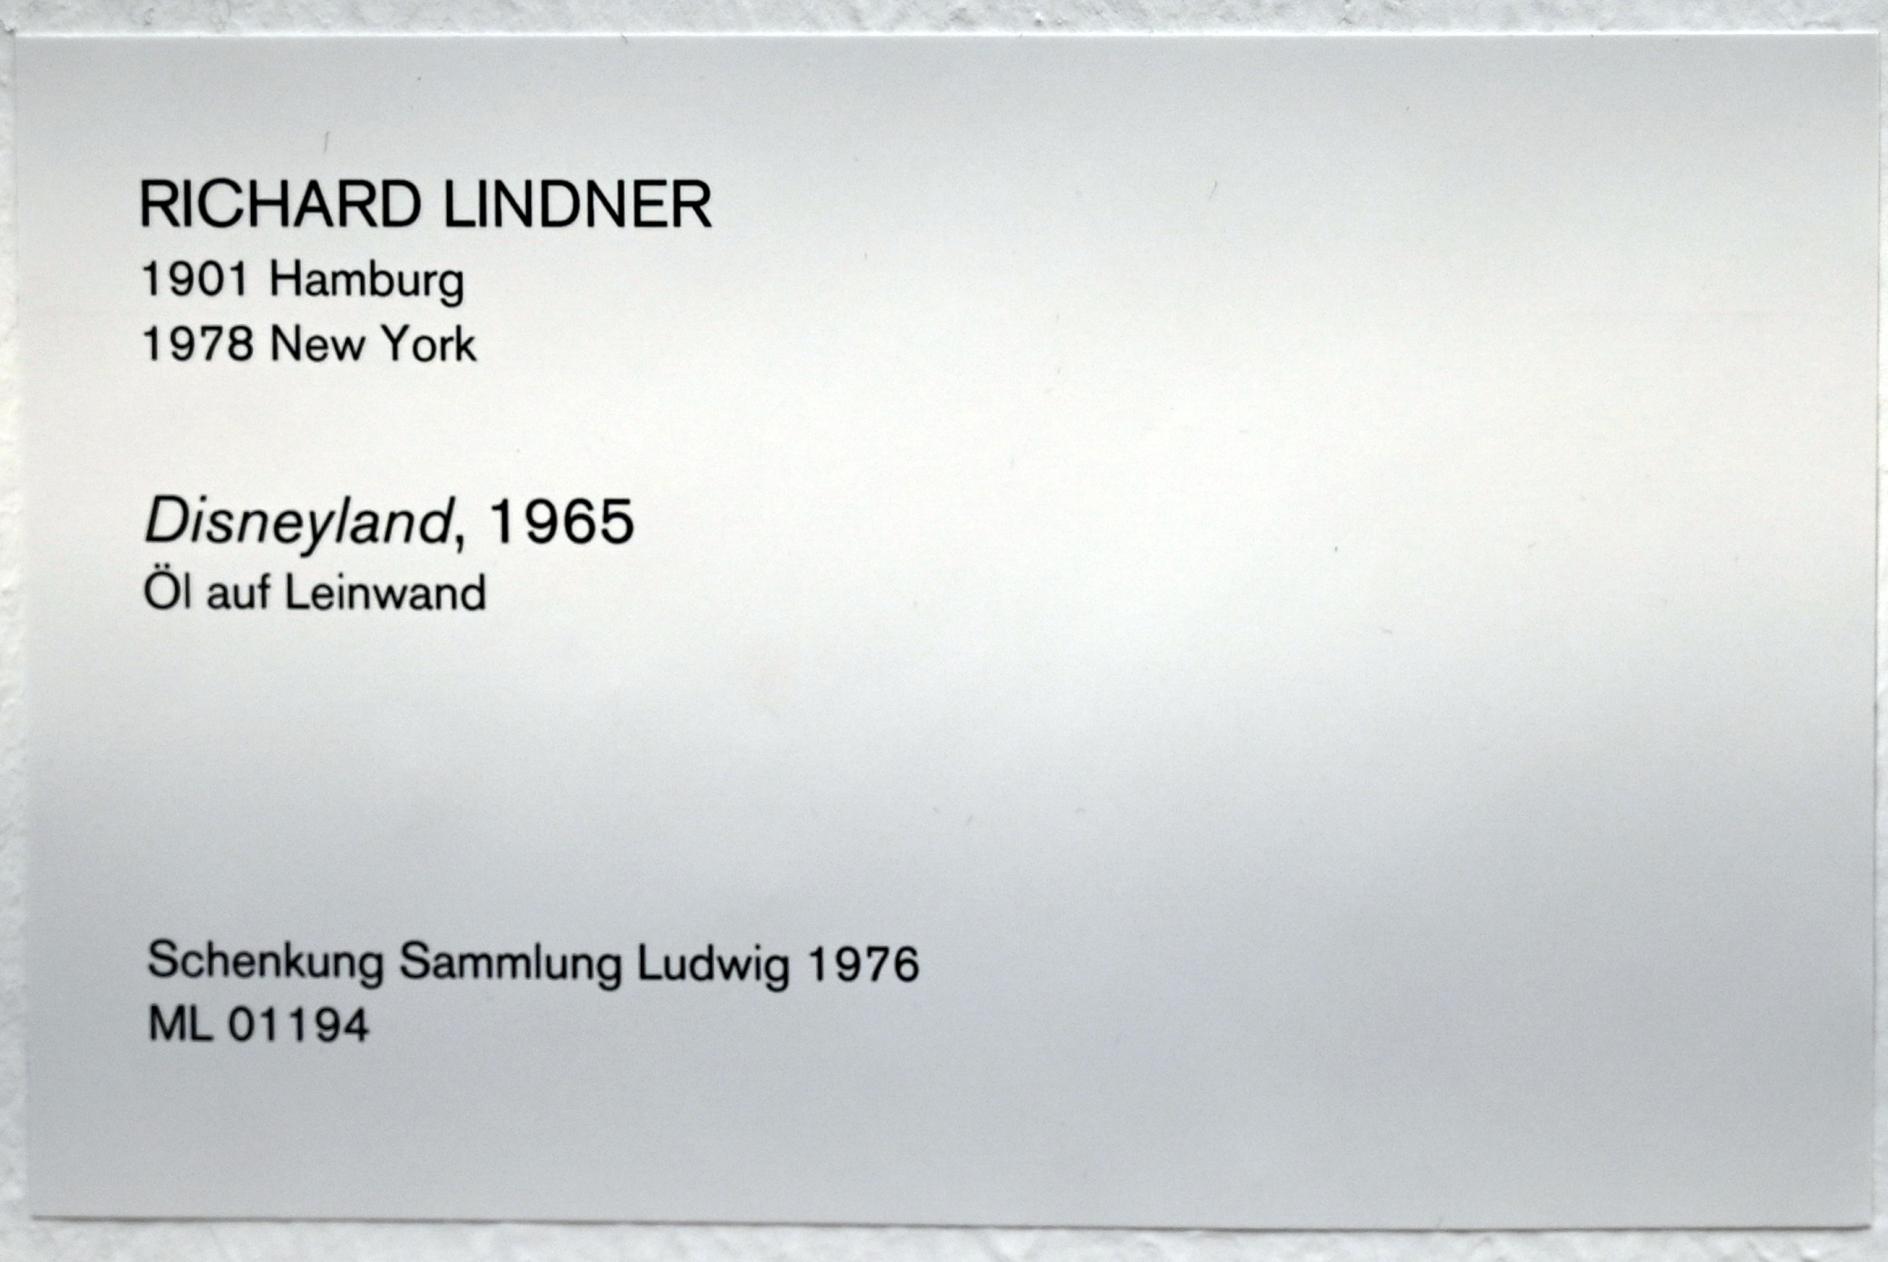 RICHARD LINDNER
1901 Hamburg
1978 New York
Disneyland, 1965
Öl auf Leinwand
Schenkung Sammlung Ludwig 1976
ML 01194